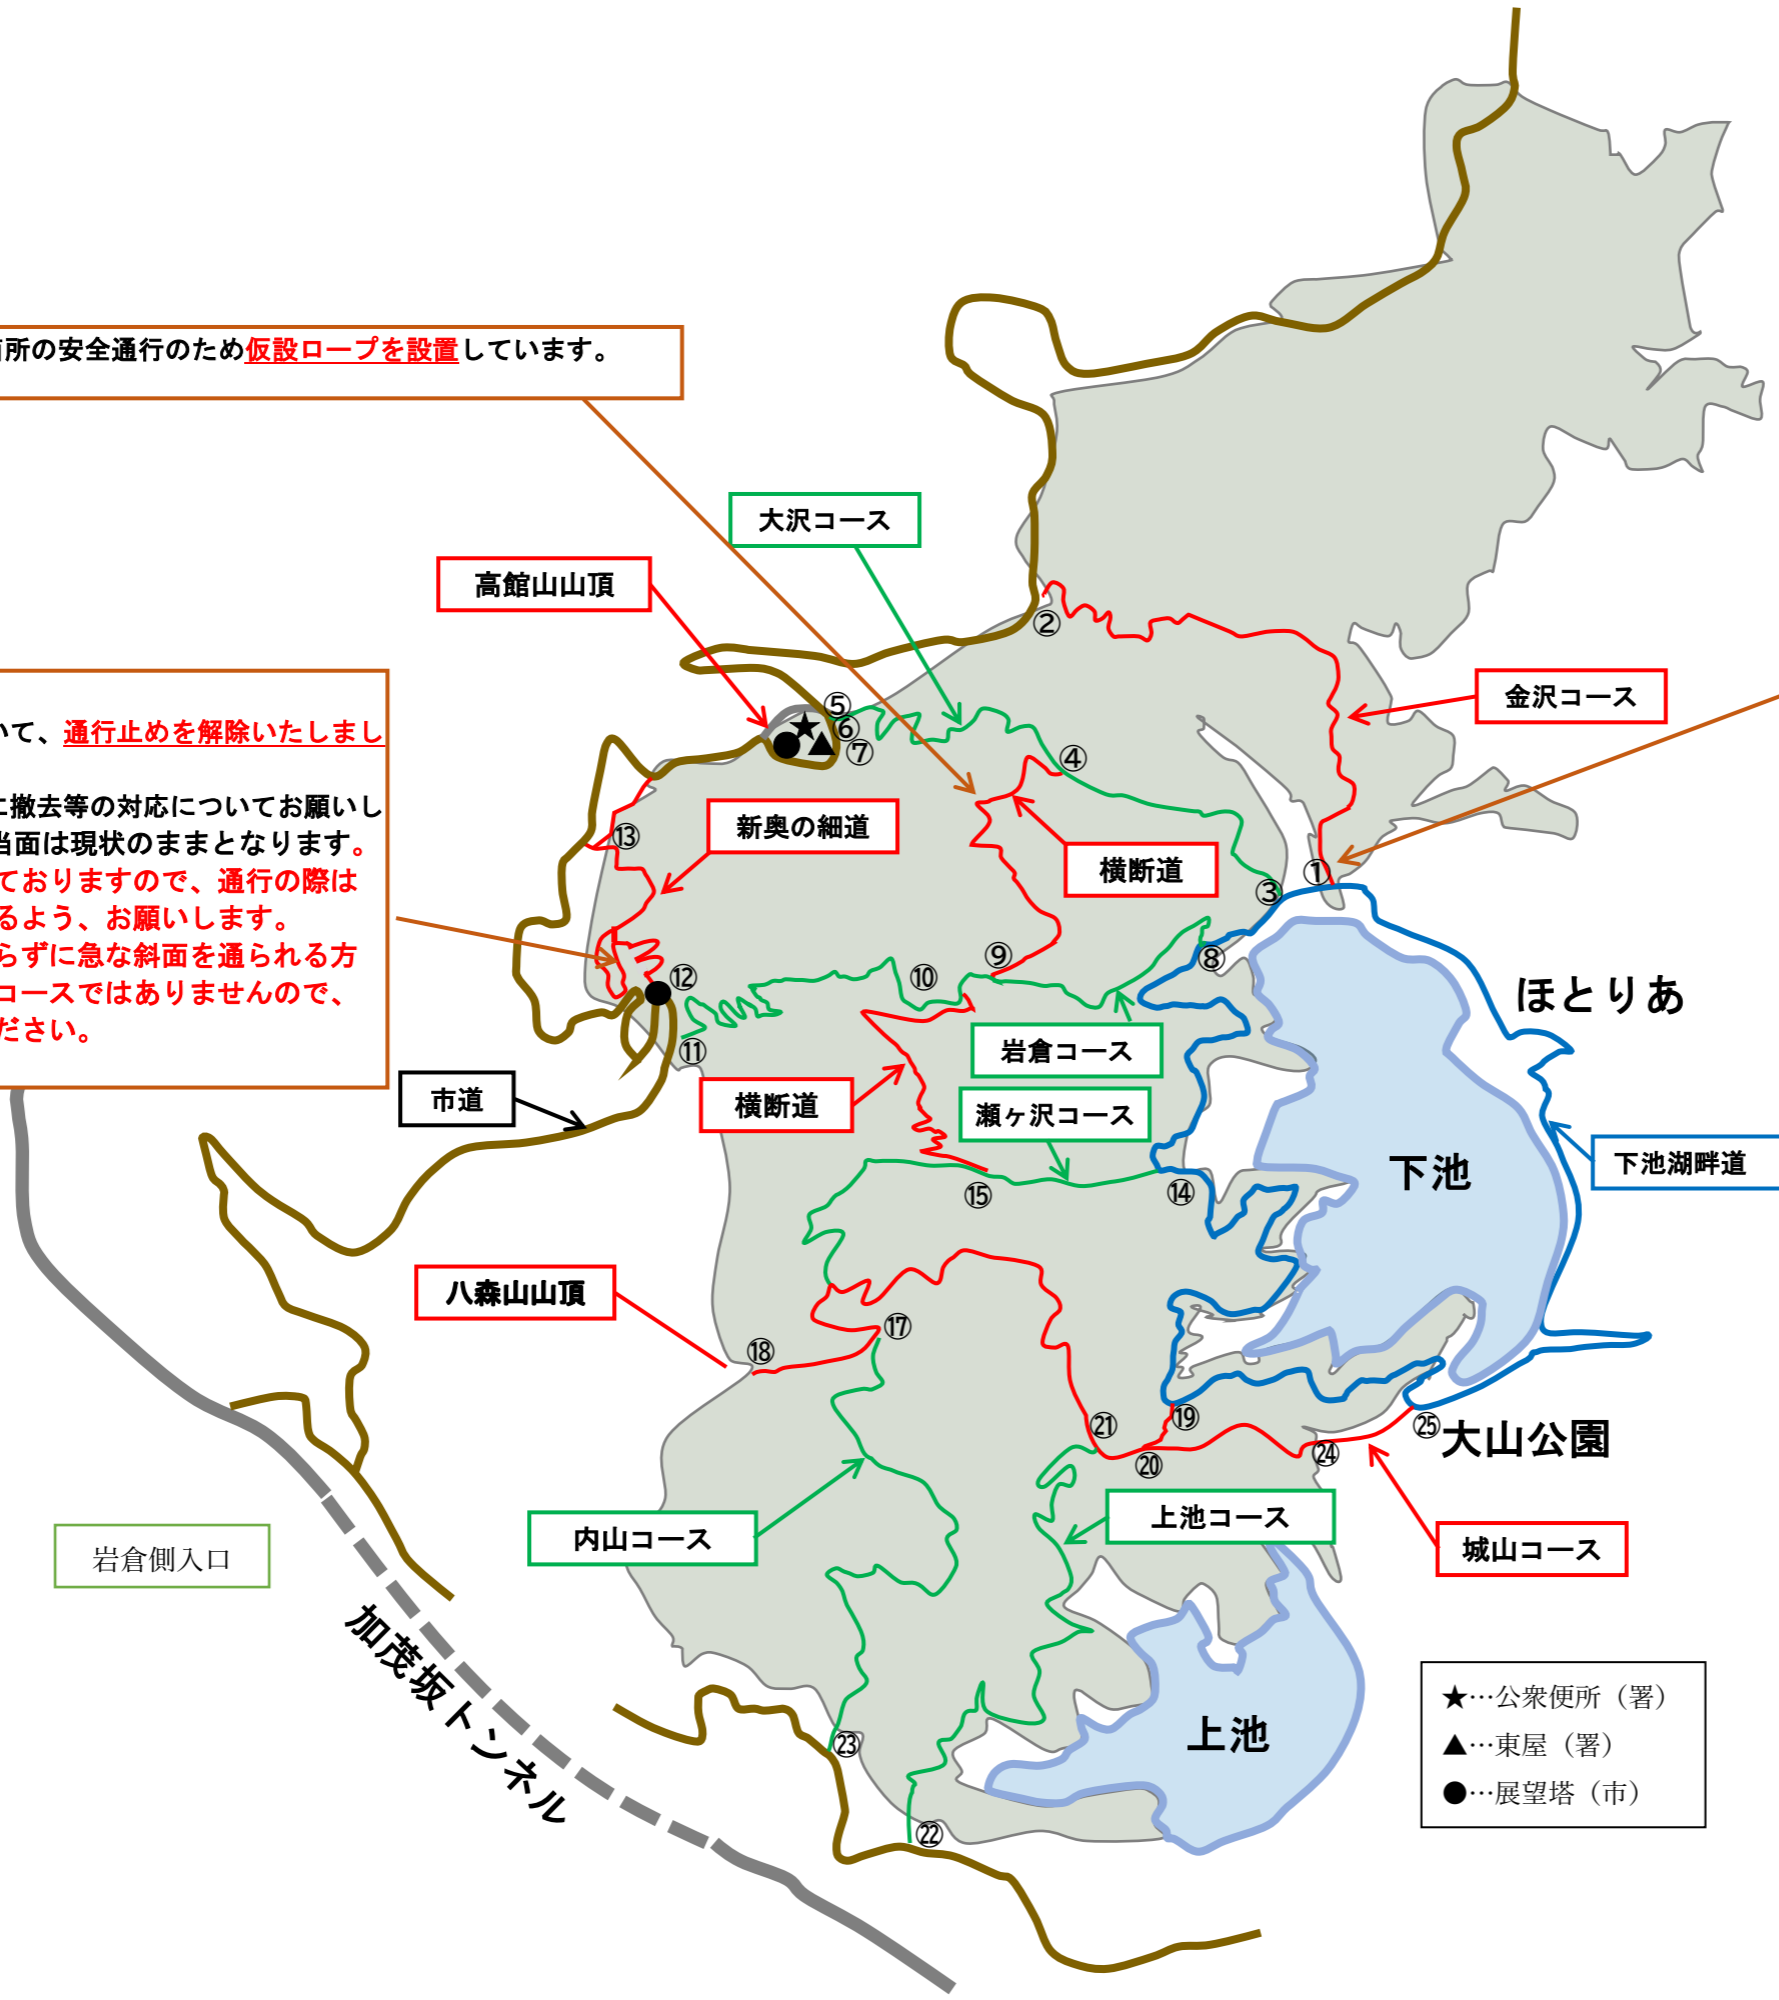 所の安全通行のため仮設ロープを設置しています。
大沢コース
高館山山頂
②
金沢コース
いて、通行止めを解除いたしまし
に撤去等の対応についてお願いし
当面は現状のままとなります。
ておりますので、通行の際は
るよう、お願いします。
らずに急な斜面を通られる方
コースではありませんので、
ださい。
⑤
⑥
⑦
④
新奥の細道
⑬
横断道
①
③
⑧
⑨
⑩
⑫
ほとりあ
岩倉コース
⑪
市道
横断道
瀬ヶ沢コース
下池
下池湖畔道
⑮
⑭
八森山山頂
⑰
⑱
⑲
㉑
⑳
㉔
㉕
大山公園
内山コース
上池コース
城山コース
岩倉側入口
加茂坂トンネル
上池
㉓
㉒
★…公衆便所（署）
▲…東屋（署）
●…展望塔（市）